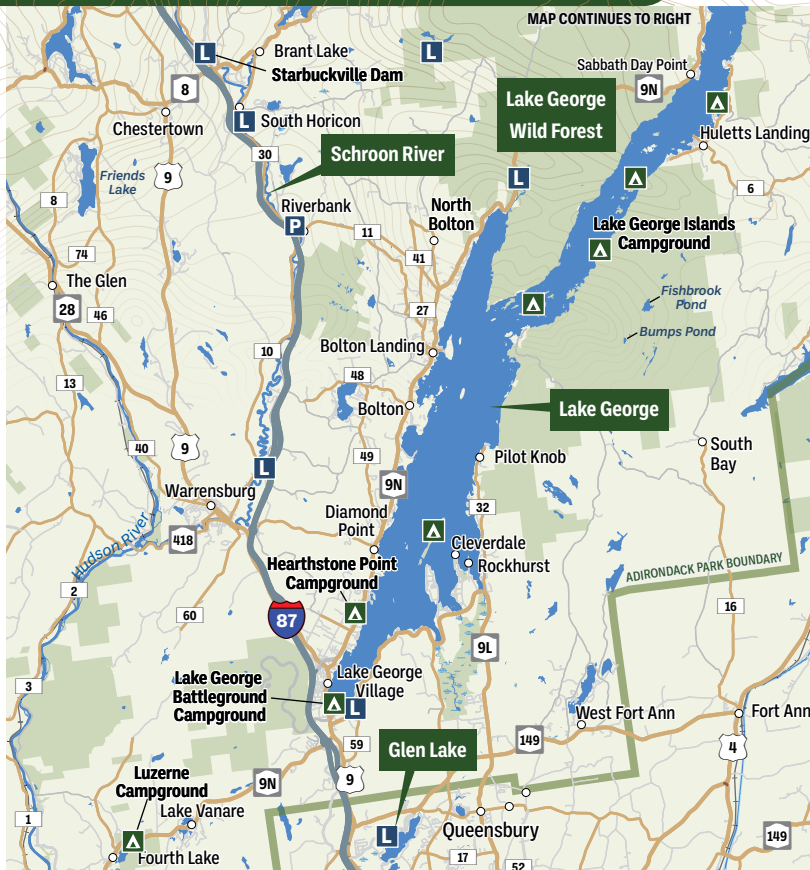 MAP CONTINUES TO RIGHT
L
Brant Lake
L
Starbuckville Dam
Sabbath Day Point
9N
8
Lake George
Wild Forest
Chestertown
L
South Horicon
Huletts Landing
30
Schroon River
Friends
Lake
9
L
6
8
Riverbank
P
North
Bolton
11
Lake George Islands
Campground
74
41
The Glen
28
46
27
Fishbrook
Pond
Bumps Pond
10
Bolton Landing
13
48
Bolton
Lake George
40
9
49
South
Bay
L
Pilot Knob
9N
Warrensburg
Diamond
Point
32
Hudson River
418
Cleverdale
Rockhurst
Hearthstone Point
Campground
ADIRONDACK PARK BOUNDARY
2
60
87
16
9L
3
Lake George
Battleground
Campground
Lake George
Village
L
West Fort Ann
Fort Ann
59
149
4
Glen Lake
Luzerne
Campground
9N
9
Lake Vanare
1
L
Queensbury
149
Fourth Lake
17
52